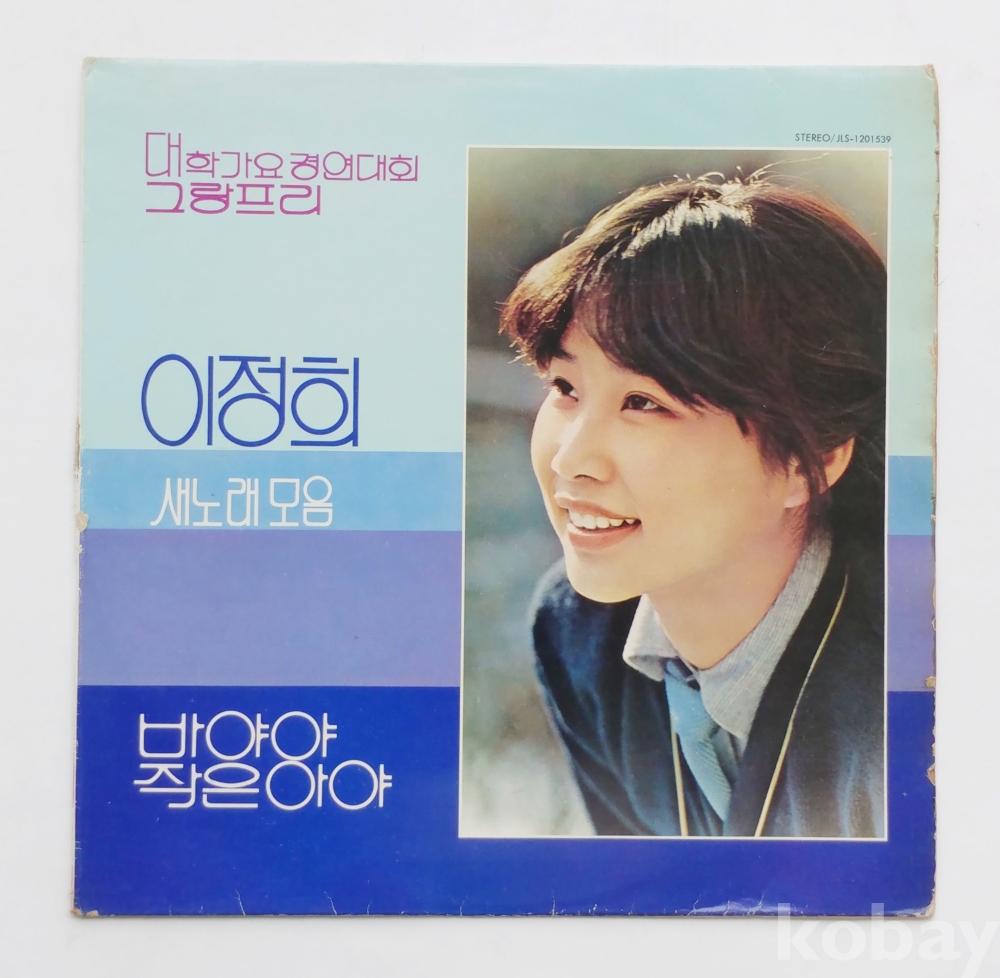 STEREO/JLS-1201539
대학가요경연대회
그랑프리
이정희
새노래 모음
바야야
작은아야
kobay